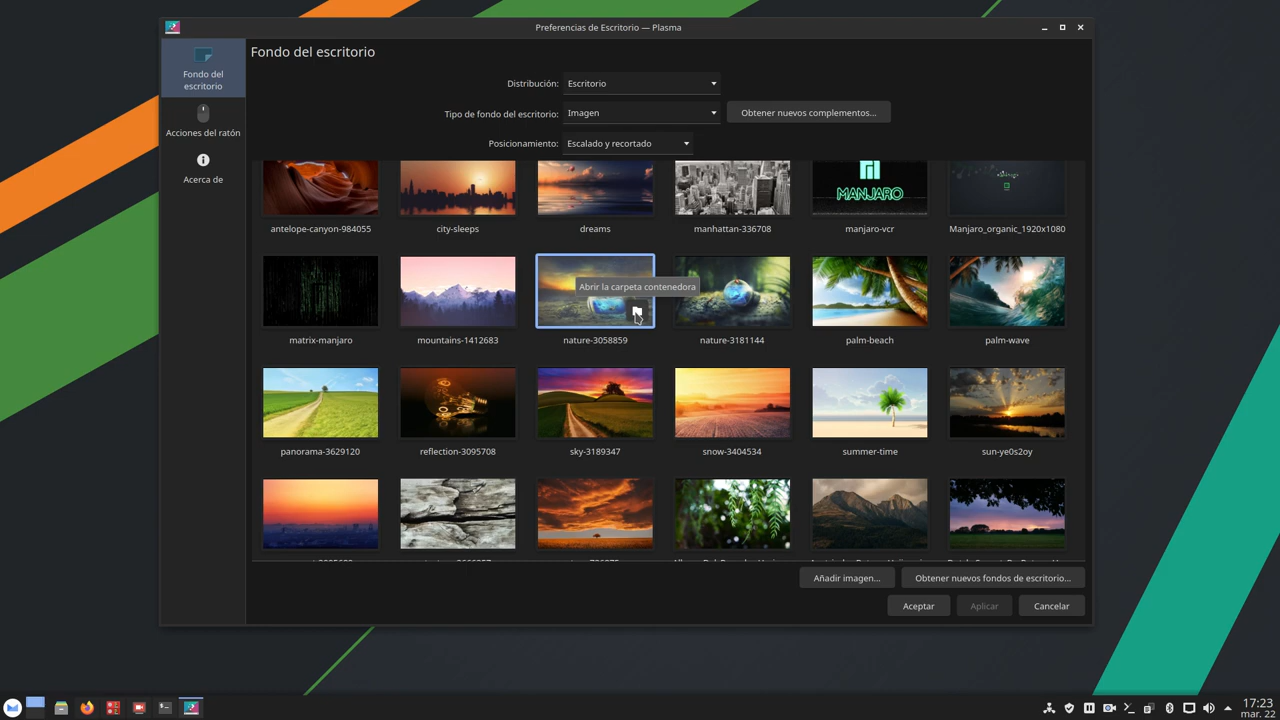 Preferencias de Escritorio — Plasma
Fondo del escritorio
Fondo del
escritorio
Acciones del ratón
Acerca de
Distribución: Escritorio
Tipo de fondo del escritorio: Imagen Obtener nuevos complementos...
Posicionamiento: Escalado y recortado
MANJARO
antelope-canyon-984055 city-sleeps dreams manhattan-336708 manjaro-vcr Manjaro_organic_1920x1080
Abrir la carpeta contenedora
matrix-manjaro mountains-1412683 nature-3058859 nature-3181144 palm-beach palm-wave
panorama-3629120 reflection-3095708 sky-3189347 snow-3404534 summer-time sun-ye0s2oy
Añadir imagen... Obtener nuevos fondos de escritorio...
Aceptar Aplicar Cancelar
17:23
mar. 22